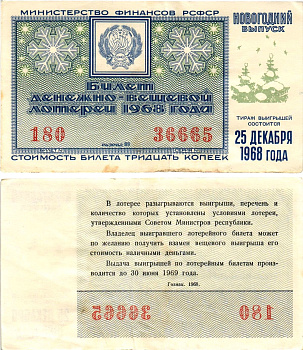 МИНИСТЕРСТВО ФИНАНСОВ РСФСР
НОВОГОДНИЙ
ВЫПУСК
Билет
денежно-вещевой
лотереи 1968 года
180 36665
РАЗРЯД
СТОИМОСТЬ БИЛЕТА ТРИДЦАТЬ КОПЕЕК
ТИРАЖ ВЫИГРЫШЕЙ
СОСТОИТСЯ
25 ДЕКАБРЯ
1968 ГОДА
В лотерее разыгрываются выигрыши, перечень и
количество которых установлены условиями лотереи,
утвержденными Советом Министров республики.
Владелец выигравшего лотерейного билета может
по желанию получить взамен вещевого выигрыша его
стоимость наличными деньгами.
Выдача выигрышей по лотерейным билетам произ-
водится до 30 июня 1969 года.
Гознак. 1968.
36665 180